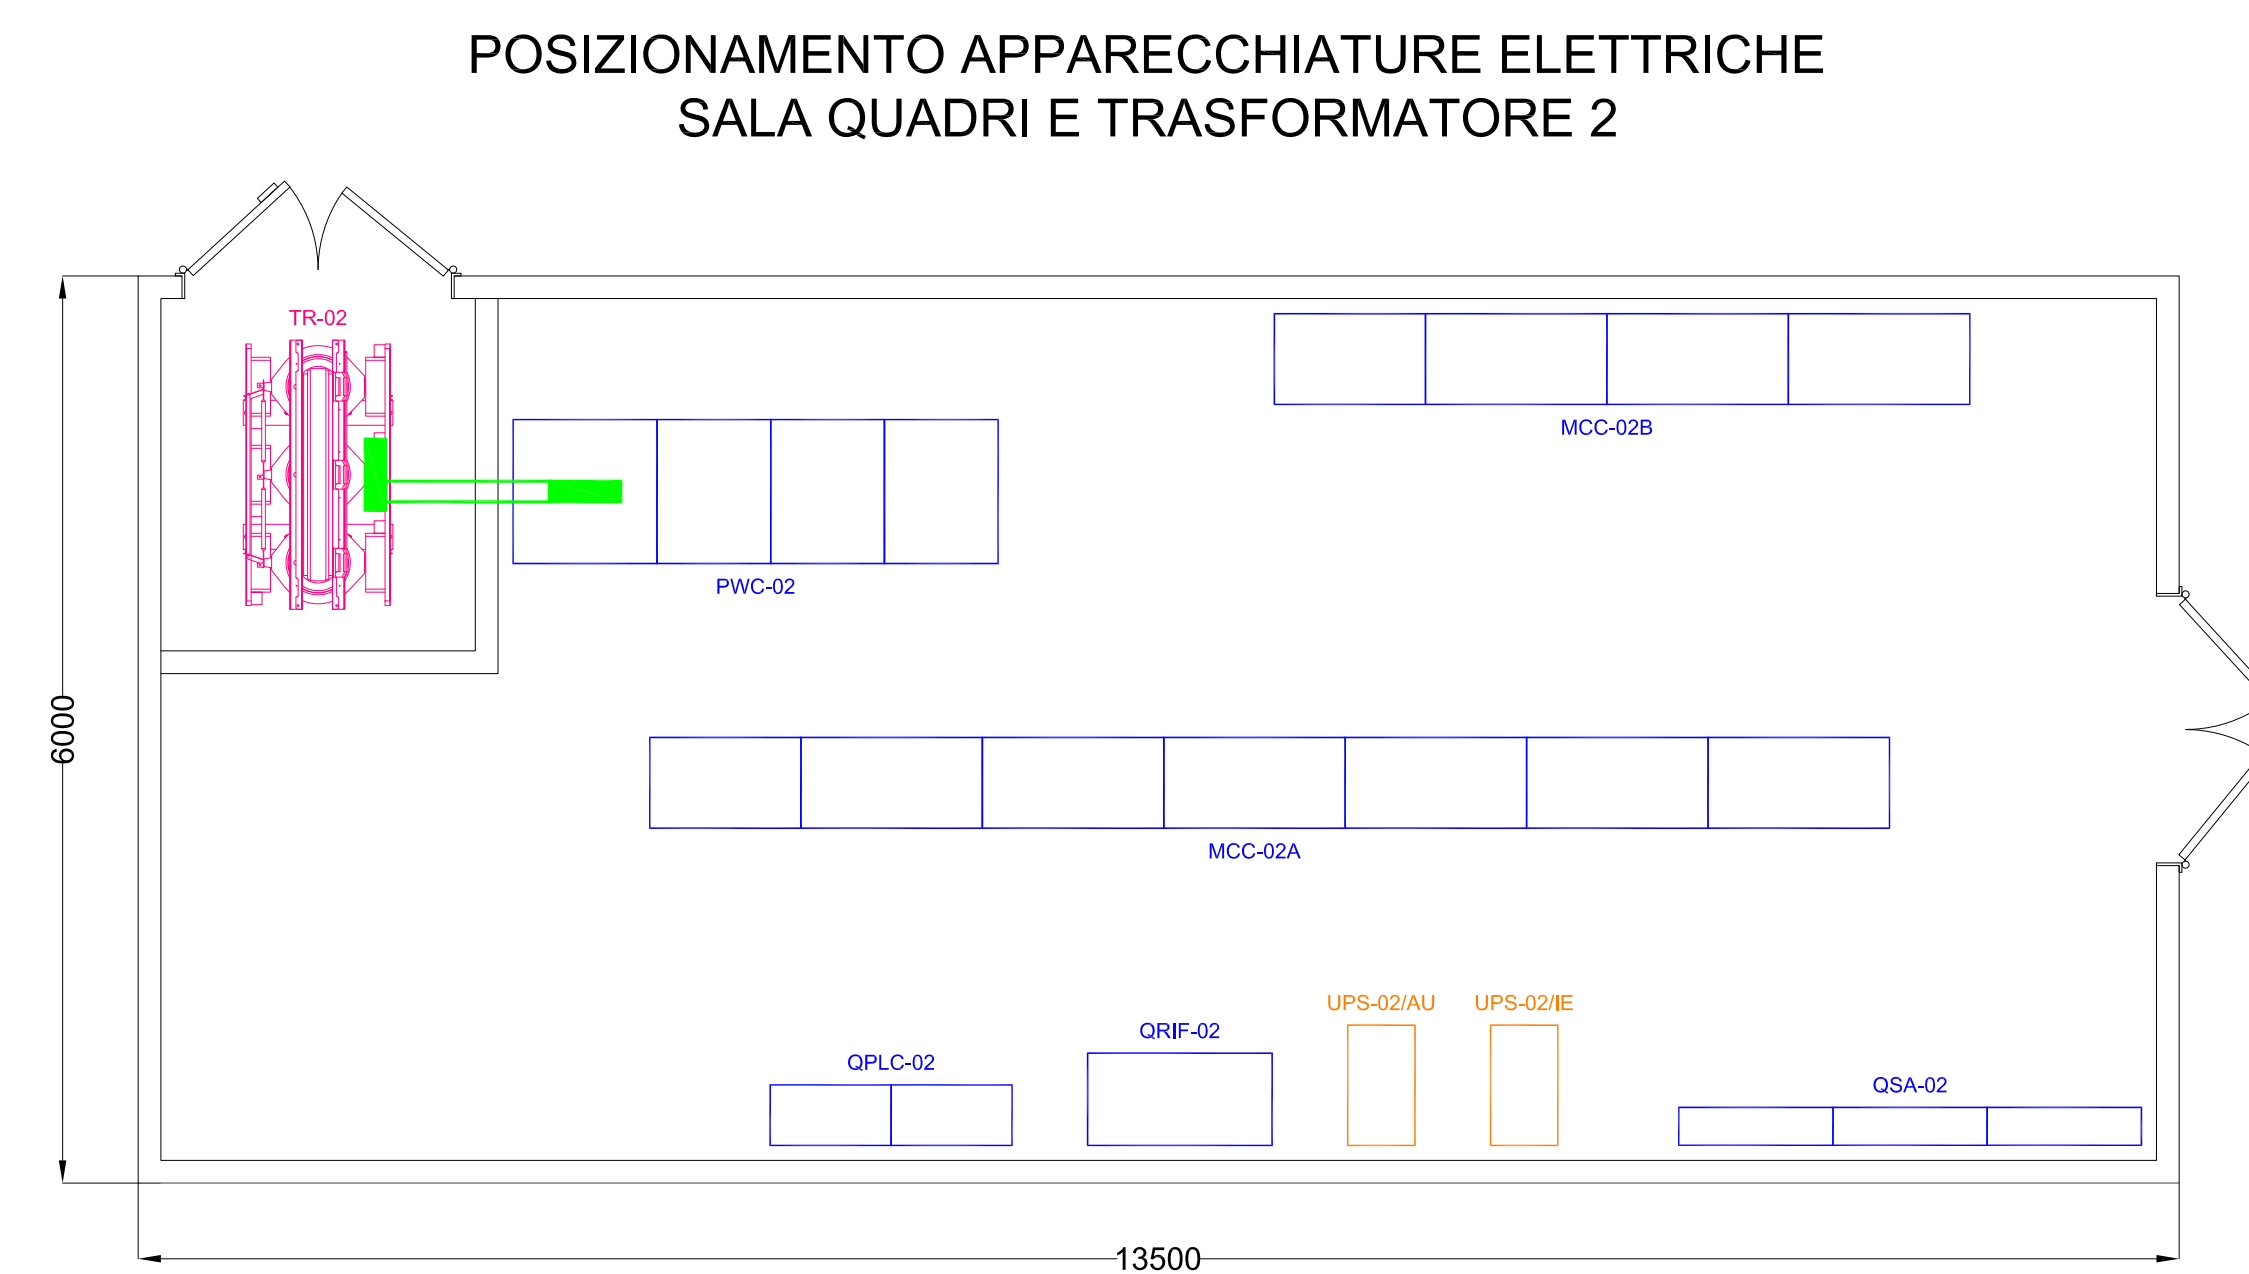 POSIZIONAMENTO APPARECCHIATURE ELETTRICHE
SALA QUADRI E TRASFORMATORE 2
TR-02
MCC-02B
PWC-02
6000
MCC-02A
UPS-02/AU
UPS-02/IE
QRIF-02
QPLC-02
QSA-02
13500